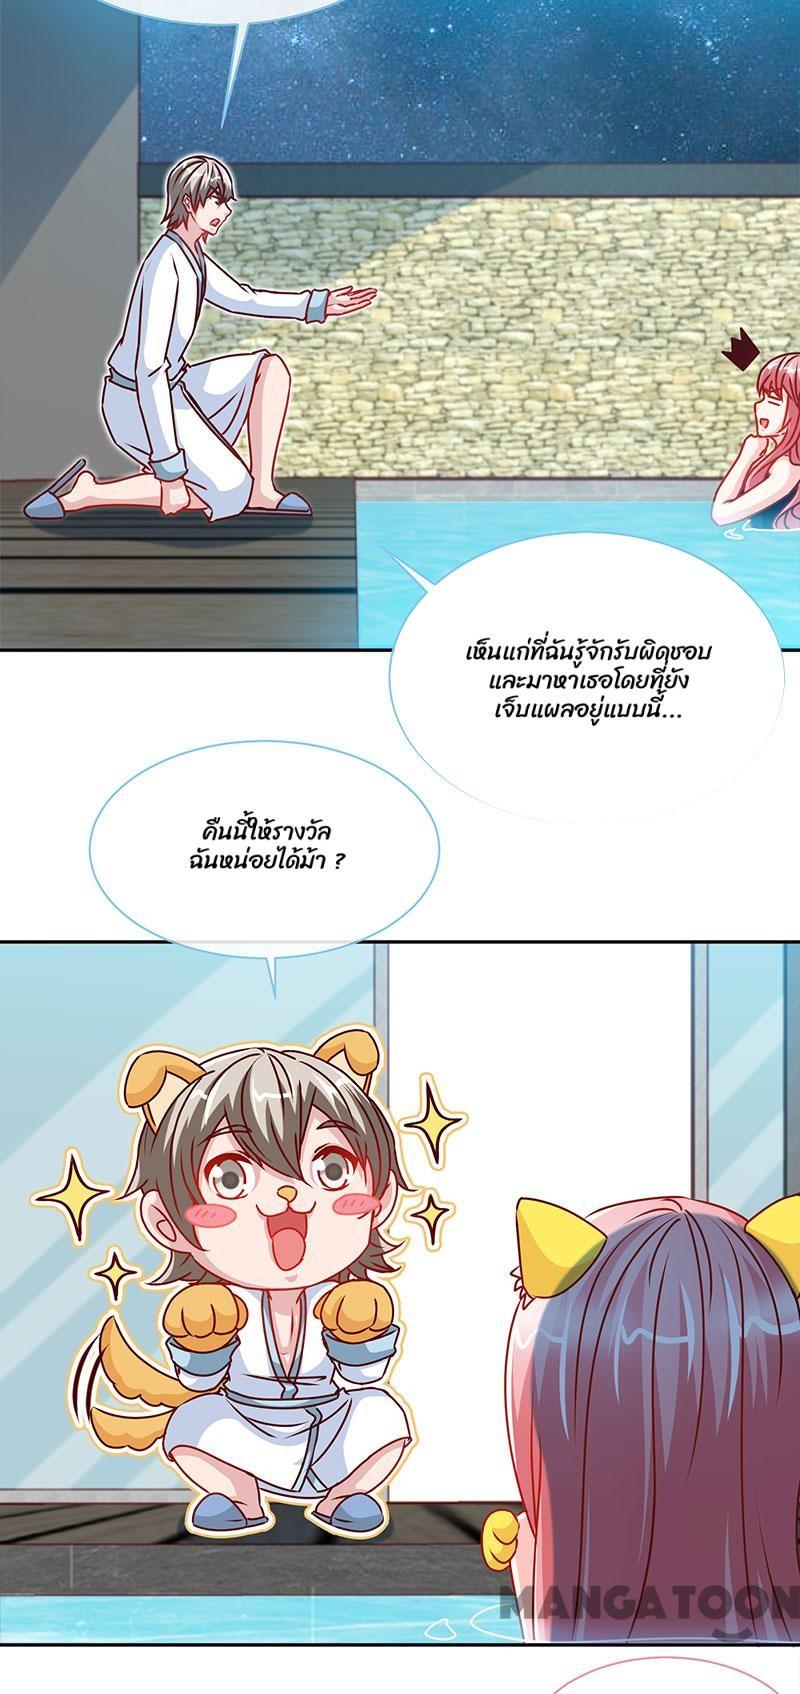 เห็นแก่ที่ฉันรู้จักรับผิดชอบ
และมาหาเธอโดยที่ยัง
เจ็บแผลอยู่แบบนี้...
คืนนี้ให้รางวัล
ฉันหน่อยได้ม้า ?
MANGATOON